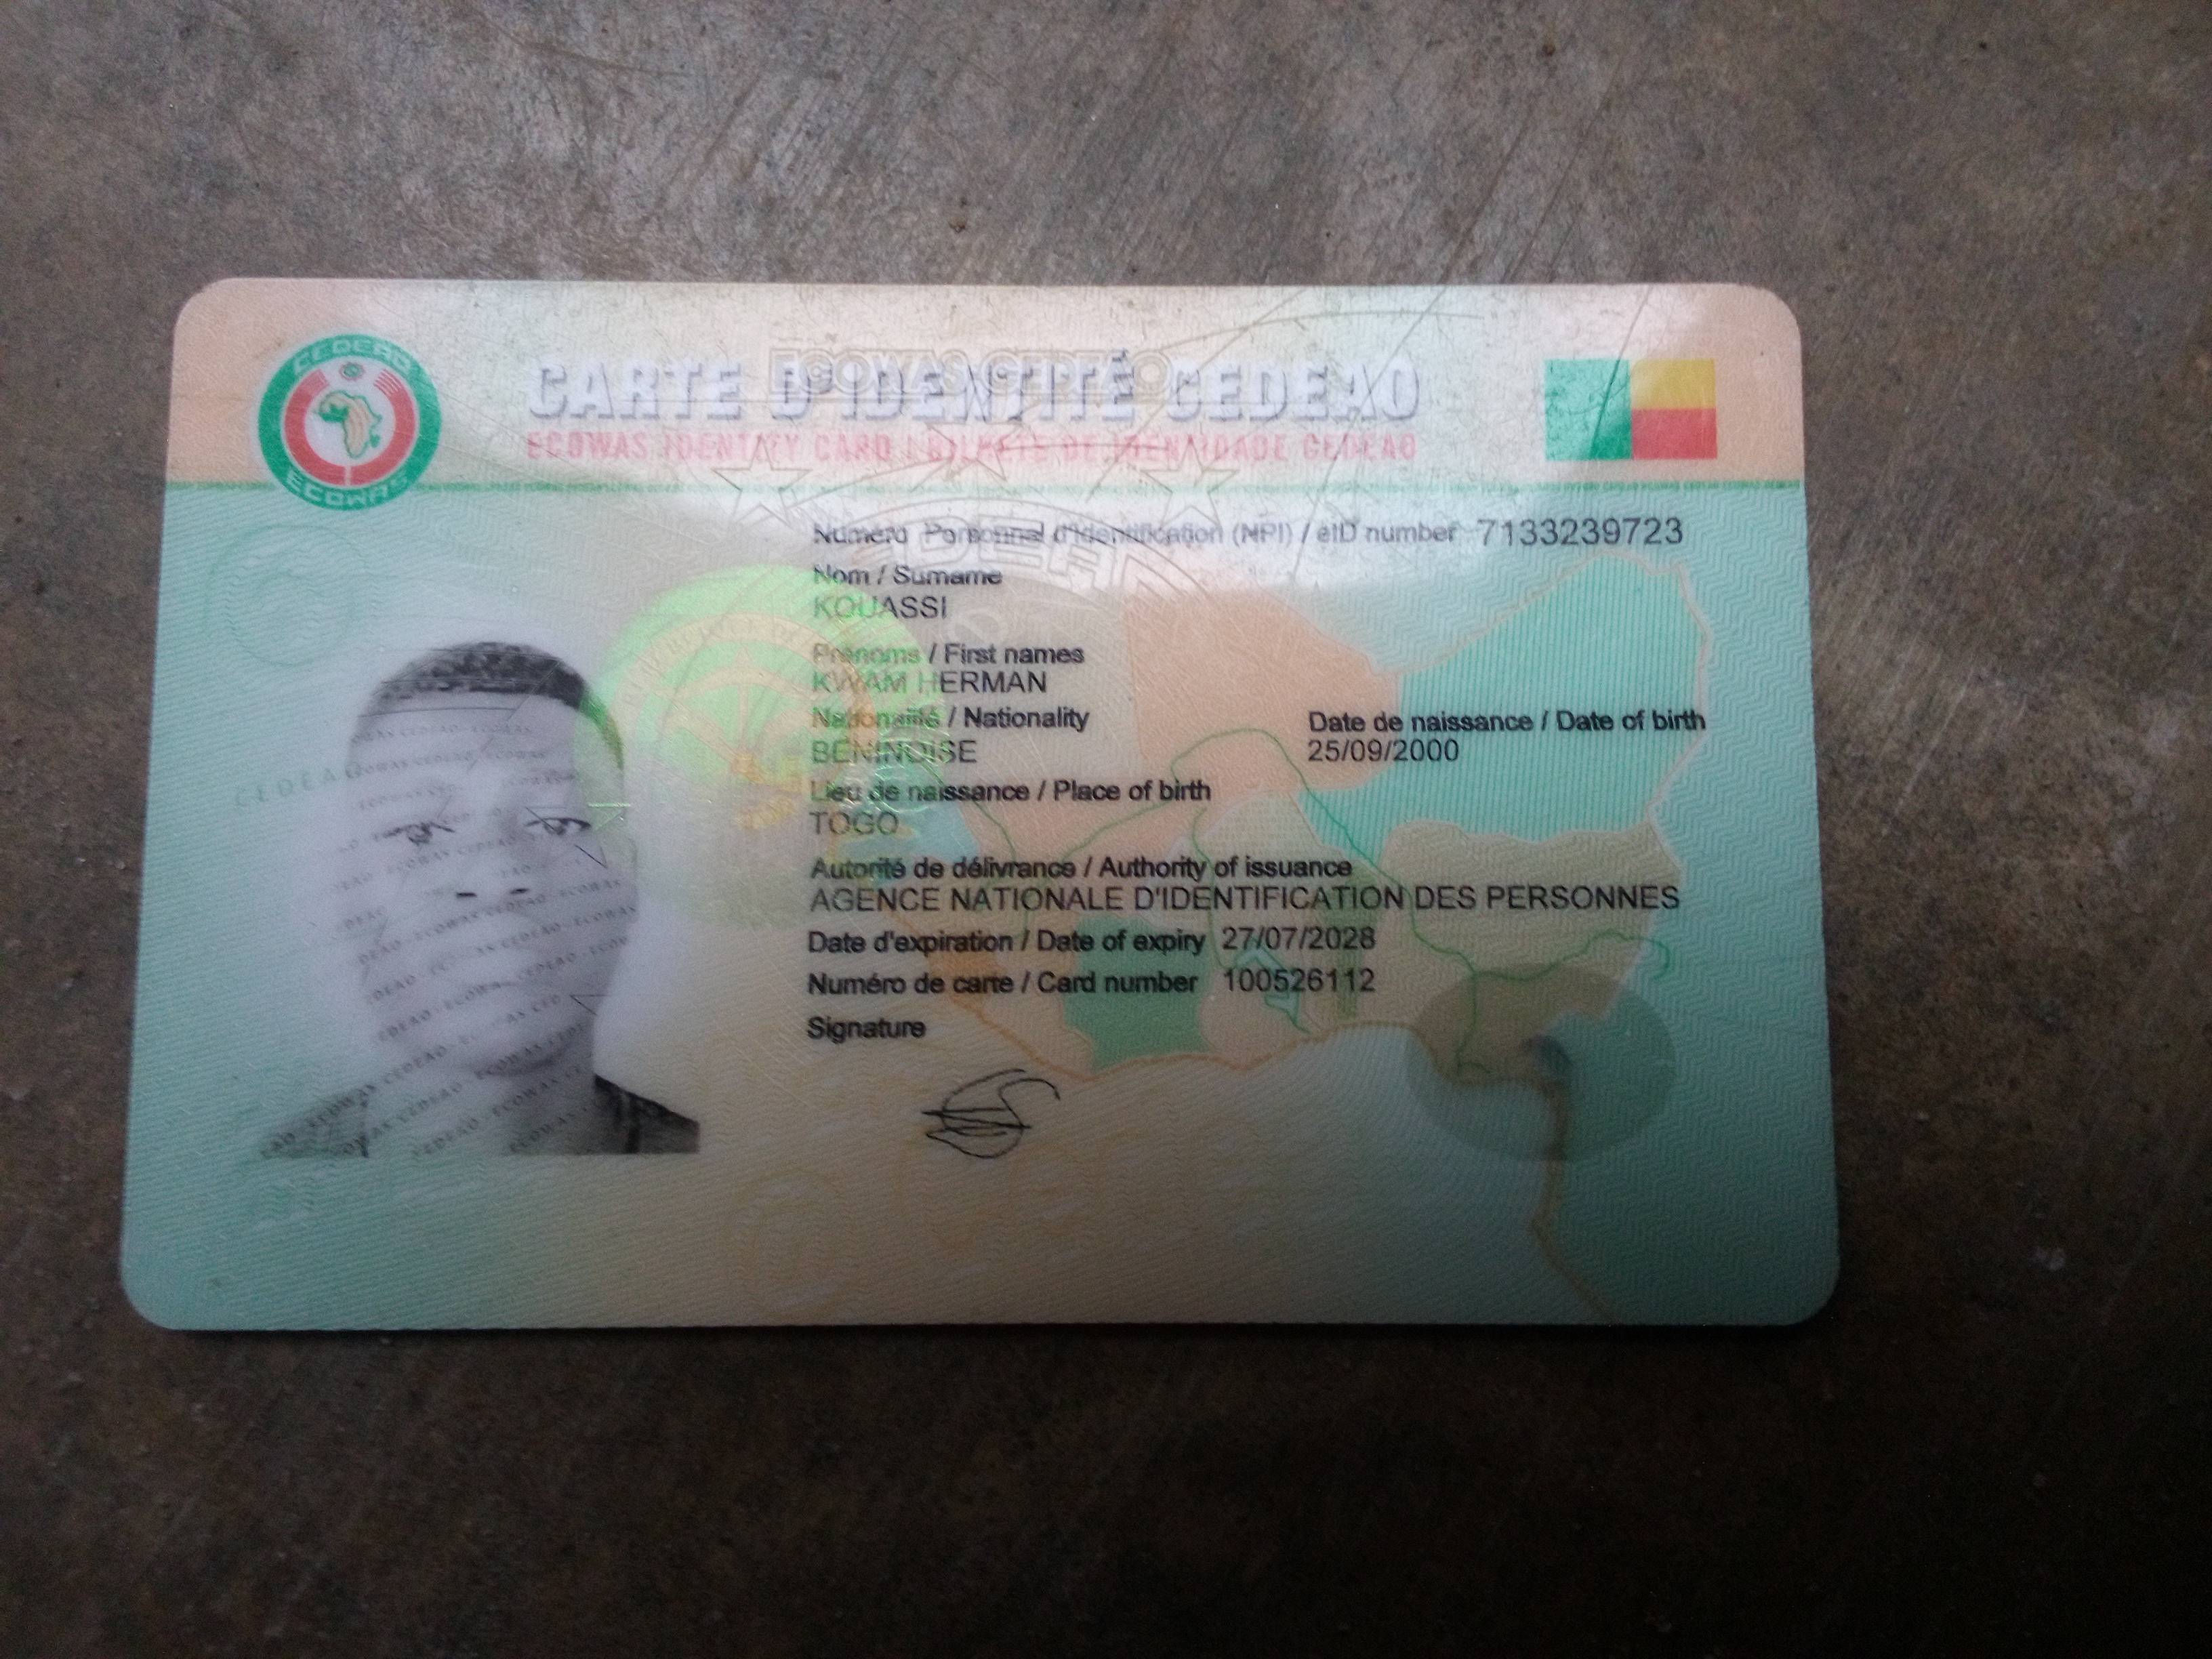 CEDEAO
ECOWAS
CARTE D'IDENTITÉ CEDEAO
ECOWAS CEDEAO
ECOWAS IDENTITY CARD / BILHETE DE IDENTIDADE CEDEAO
Numéro Personnel d'Identification (NPI) / eID number 7133239723
Nom / Surname
KOUASSI
Prénoms / First names
KWAM HERMAN
Nationalité / Nationality
BÉNINOISE
Date de naissance / Date of birth
25/09/2000
Lieu de naissance / Place of birth
TOGO
Autorité de délivrance / Authority of issuance
AGENCE NATIONALE D'IDENTIFICATION DES PERSONNES
Date d'expiration / Date of expiry 27/07/2028
Numéro de carte / Card number 100526112
Signature